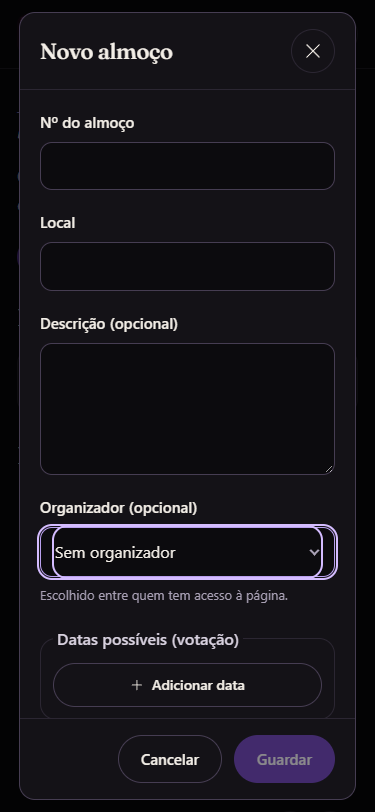 Novo almoço
Nº do almoço
Local
Descrição (opcional)
Organizador (opcional)
Sem organizador
Escolhido entre quem tem acesso à página.
Datas possíveis (votação)
+ Adicionar data
Cancelar
Guardar